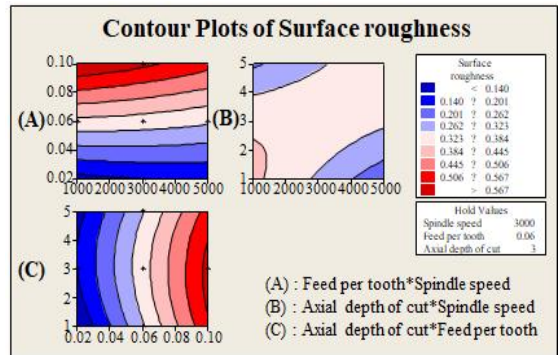 Contour Plots of Surface roughness
0.10
0.08
(A) 0.06
0.04
0.02
1000 2000 3000 4000 5000
5
4
(B) 3
2
1
1000 2000 3000 4000 5000
Surface
roughness
< 0.140
0.140 ? 0.201
0.201 ? 0.262
0.262 ? 0.323
0.323 ? 0.384
0.384 ? 0.445
0.445 ? 0.506
0.506 ? 0.567
> 0.567
Hold Values
Spindle speed 3000
Feed per tooth 0.06
Axial depth of cut 3
5
4
(C) 3
2
1
0.02 0.04 0.06 0.08 0.10
(A) : Feed per tooth*Spindle speed
(B) : Axial depth of cut*Spindle speed
(C) : Axial depth of cut*Feed per tooth